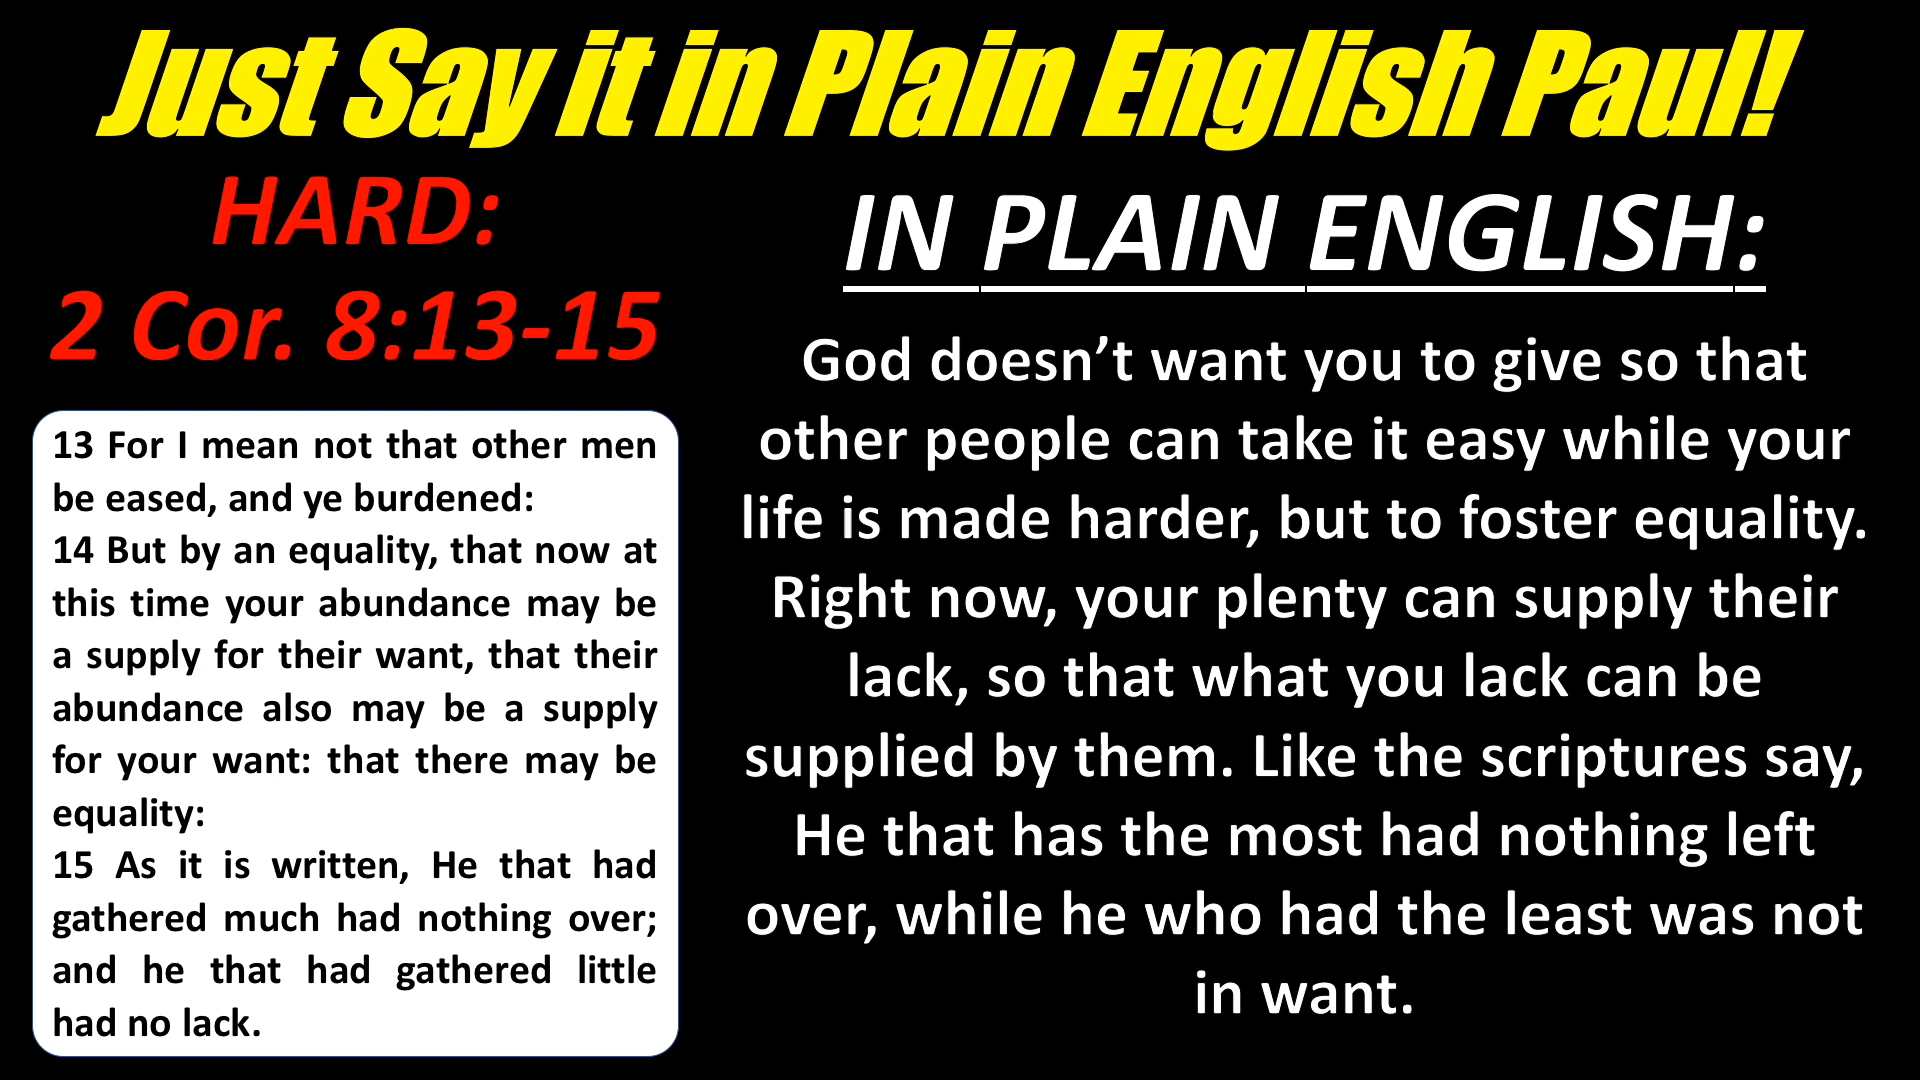 Just Say it in Plain English Paul!
HARD:
2 Cor. 8:13-15
13 For I mean not that other men
be eased, and ye burdened:
14 But by an equality, that now at
this time your abundance may be
a supply for their want, that their
abundance also may be a supply
for your want: that there may be
equality:
15 As it is written, He that had
gathered much had nothing over;
and he that had gathered little
had no lack.
IN PLAIN ENGLISH:
God doesn’t want you to give so that
other people can take it easy while your
life is made harder, but to foster equality.
Right now, your plenty can supply their
lack, so that what you lack can be
supplied by them. Like the scriptures say,
He that has the most had nothing left
over, while he who had the least was not
in want.